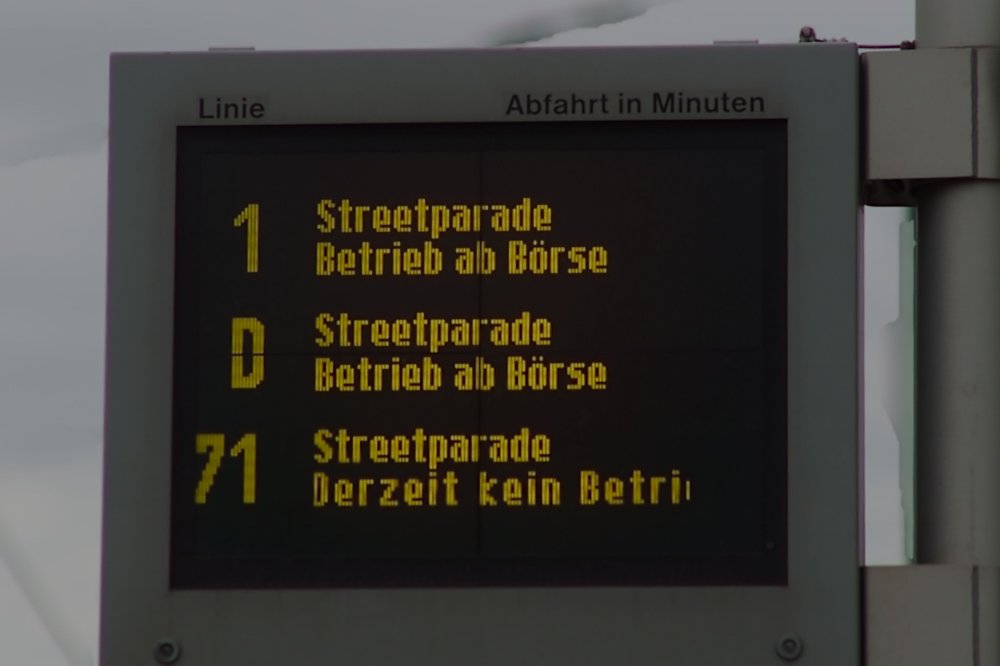 Linie Abfahrt in Minuten
1 Streetparade
Betrieb ab Börse
D Streetparade
Betrieb ab Börse
71 Streetparade
Derzeit kein Betri